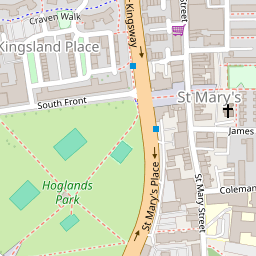 Craven Walk
Kingsway
Street
Kingsland Place
St Mary's
South Front
James
Hoglands
Park
St Mary's Place
St Mary Street
Coleman